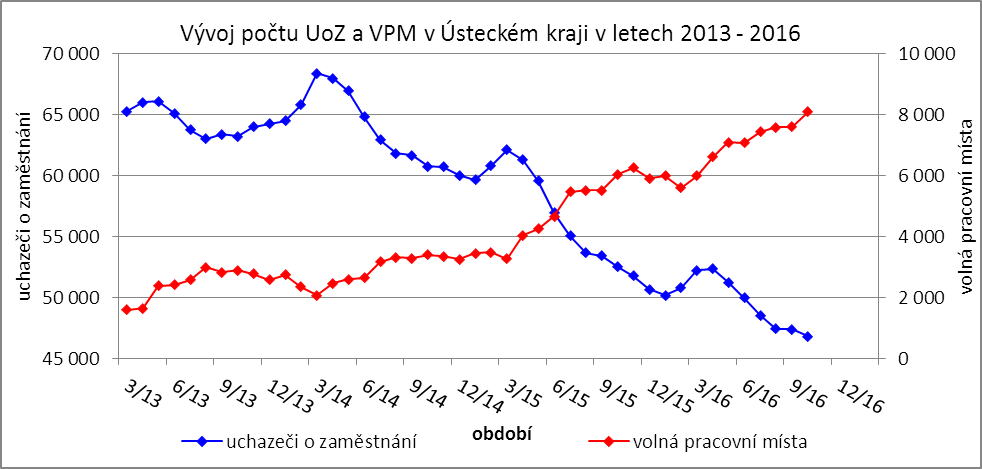 Vývoj počtu UoZ a VPM v Ústeckém kraji v letech 2013 - 2016
uchazeči o zaměstnání
70 000
65 000
60 000
55 000
50 000
45 000
10 000
8 000
6 000
4 000
2 000
0
volná pracovní místa
3/13 6/13 9/13 12/13 3/14 6/14 9/14 12/14 3/15 6/15 9/15 12/15 3/16 6/16 9/16 12/16
období
uchazeči o zaměstnání volná pracovní místa